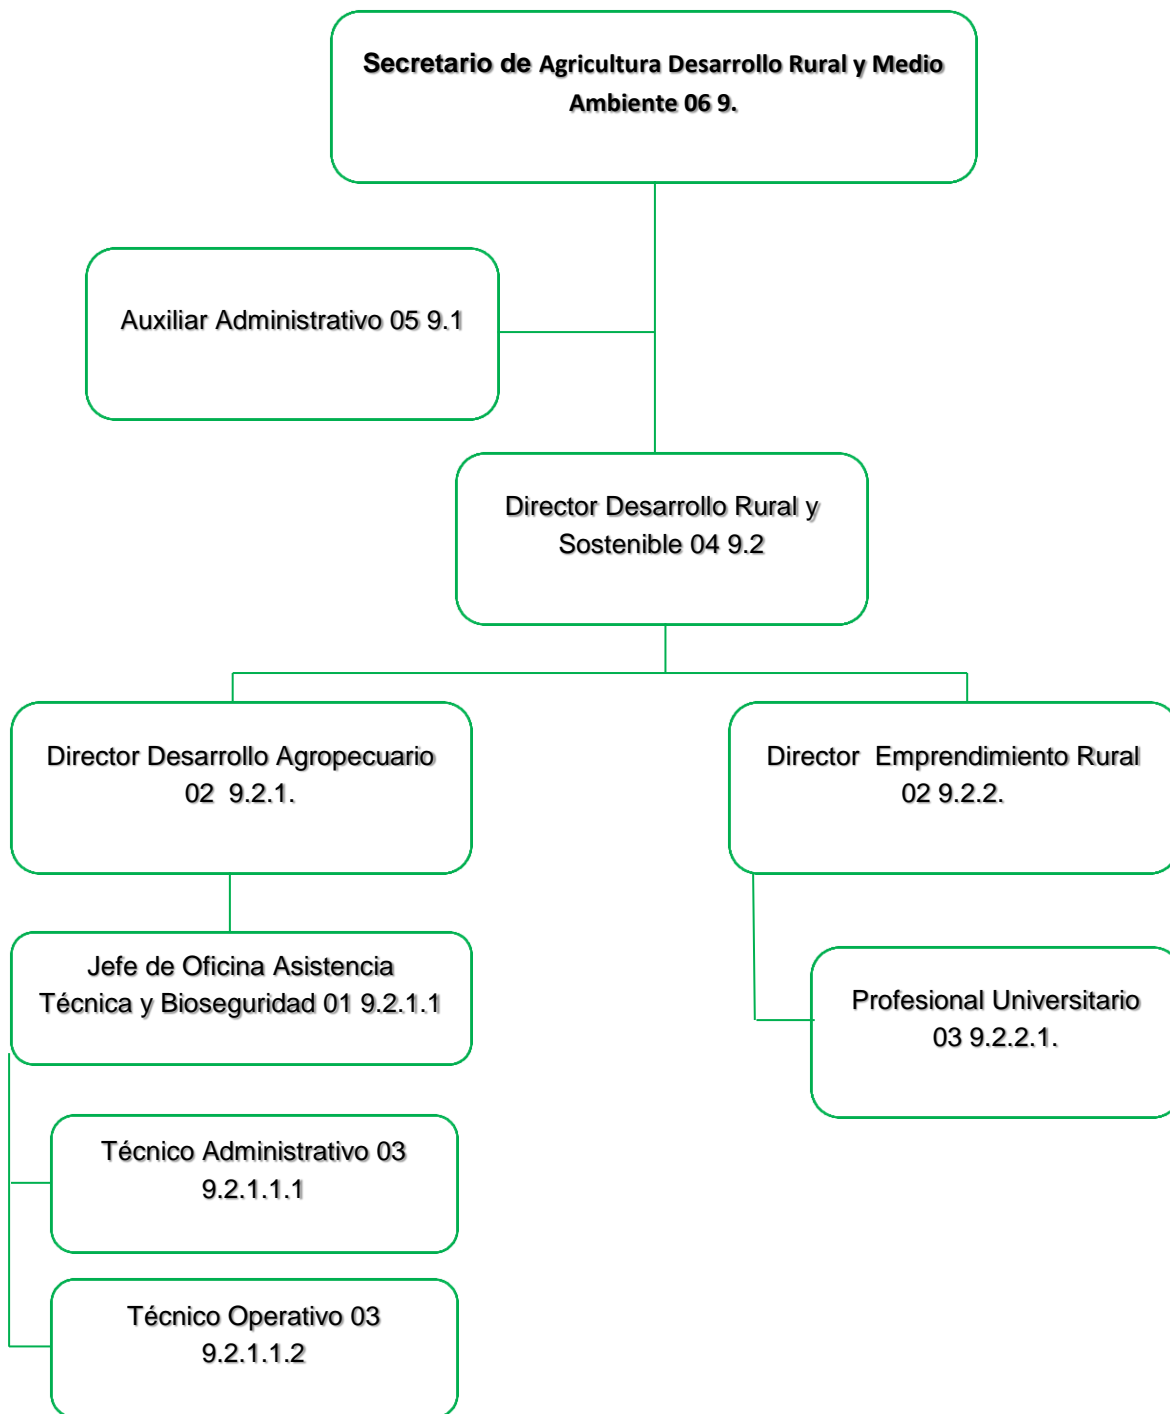 Secretario de Agricultura Desarrollo Rural y Medio
Ambiente 06 9.
Auxiliar Administrativo 05 9.1
Director Desarrollo Rural y
Sostenible 04 9.2
Director Desarrollo Agropecuario
02 9.2.1.
Director Emprendimiento Rural
02 9.2.2.
Jefe de Oficina Asistencia
Técnica y Bioseguridad 01 9.2.1.1
Profesional Universitario
03 9.2.2.1.
Técnico Administrativo 03
9.2.1.1.1
Técnico Operativo 03
9.2.1.1.2